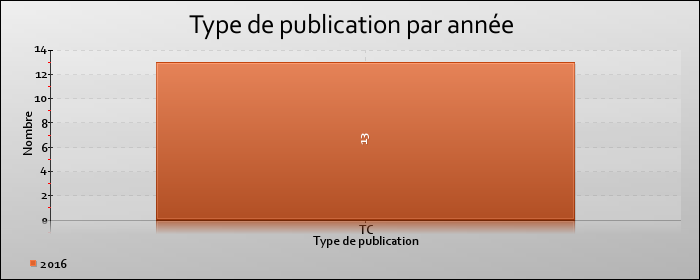 Type de publication par année
14
12
10
8
6
4
2
0
Nombre
13
TC
Type de publication
2016